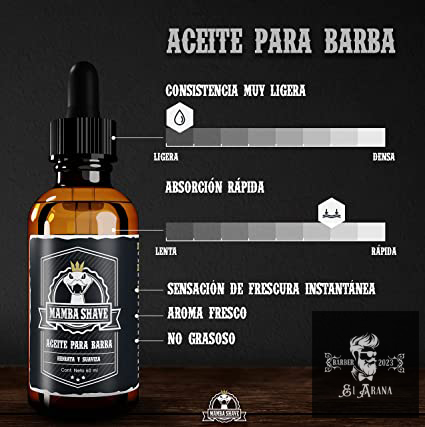 ACEITE PARA BARBA
CONSISTENCIA MUY LIGERA
LIGERA
DENSA
ABSORCIÓN RÁPIDA
LENTA
RÁPIDA
SENSACIÓN DE FRESCURA INSTANTÁNEA
AROMA FRESCO
NO GRASOSO
MAMBA SHAVE
ACEITE PARA BARBA
HIDRATA Y SUAVIZA
Cont. Neto 60 ml
BARBER 2023
El Arana
MAMBA SHAVE